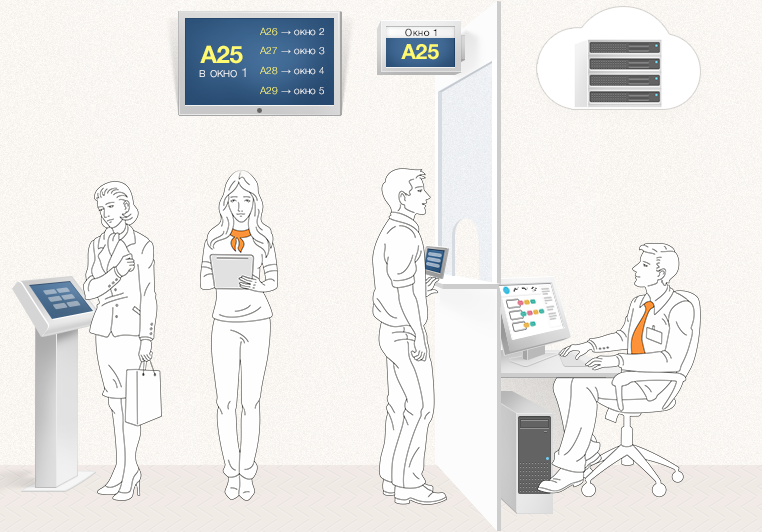 A25
в окно 1
A26 → окно 2
A27 → окно 3
A28 → окно 4
A29 → окно 5
Окно 1
A25